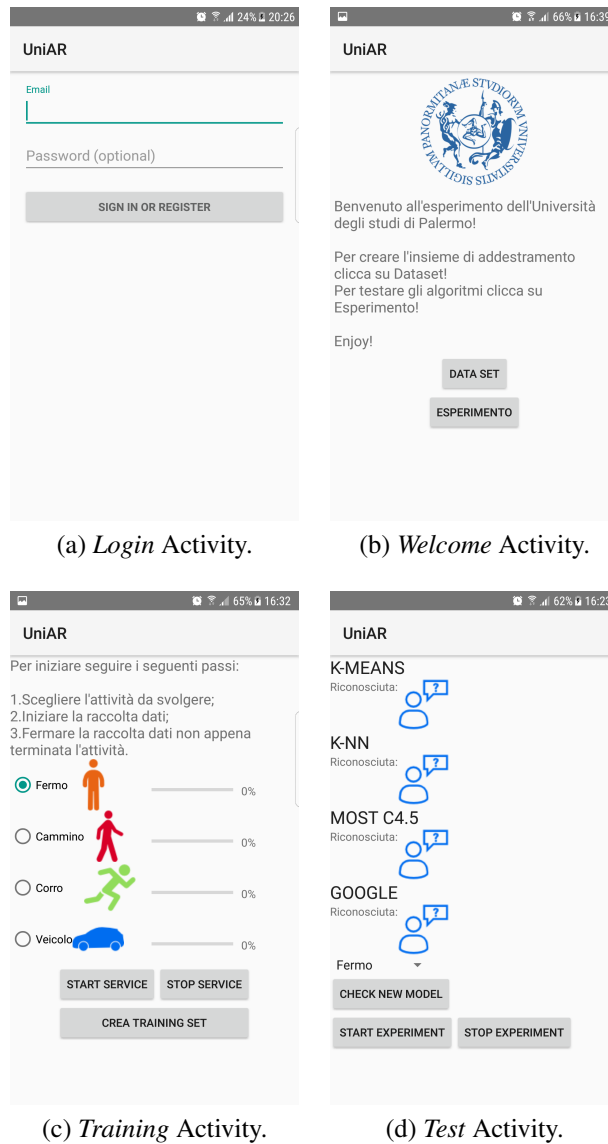 24% 20:26
UniAR
Email
Password (optional)
SIGN IN OR REGISTER
(a) Login Activity.
66% 16:39
UniAR
PANORMITANÆ STVDIORVM VNIVERSITATIS SIGILLVM
Benvenuto all'esperimento dell'Università
degli studi di Palermo!
Per creare l'insieme di addestramento
clicca su Dataset!
Per testare gli algoritmi clicca su
Esperimento!
Enjoy!
DATA SET
ESPERIMENTO
(b) Welcome Activity.
65% 16:32
UniAR
Per iniziare seguire i seguenti passi:
1.Scegliere l'attività da svolgere;
2.Iniziare la raccolta dati;
3.Fermare la raccolta dati non appena
terminata l'attività.
Fermo 0%
Cammino 0%
Corro 0%
Veicolo 0%
START SERVICE STOP SERVICE
CREA TRAINING SET
(c) Training Activity.
62% 16:23
UniAR
K-MEANS
Riconosciuta: ?
K-NN
Riconosciuta: ?
MOST C4.5
Riconosciuta: ?
GOOGLE
Riconosciuta: ?
Fermo
CHECK NEW MODEL
START EXPERIMENT STOP EXPERIMENT
(d) Test Activity.